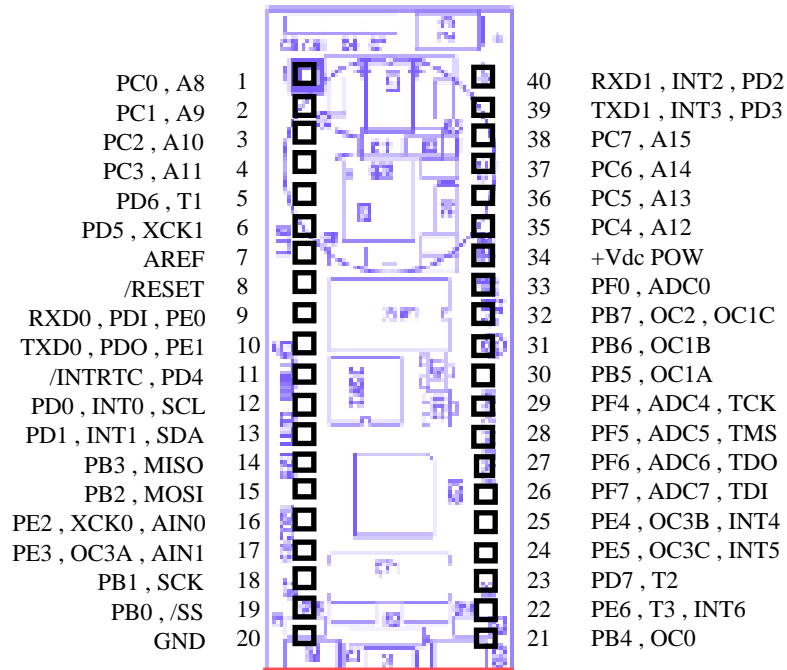 PC0 , A8 1 40 RXD1 , INT2 , PD2
PC1 , A9 2 39 TXD1 , INT3 , PD3
PC2 , A10 3 38 PC7 , A15
PC3 , A11 4 37 PC6 , A14
PD6 , T1 5 36 PC5 , A13
PD5 , XCK1 6 35 PC4 , A12
AREF 7 34 +Vdc POW
/RESET 8 33 PF0 , ADC0
RXD0 , PDI , PE0 9 32 PB7 , OC2 , OC1C
TXD0 , PDO , PE1 10 31 PB6 , OC1B
/INTRTC , PD4 11 30 PB5 , OC1A
PD0 , INT0 , SCL 12 29 PF4 , ADC4 , TCK
PD1 , INT1 , SDA 13 28 PF5 , ADC5 , TMS
PB3 , MISO 14 27 PF6 , ADC6 , TDO
PB2 , MOSI 15 26 PF7 , ADC7 , TDI
PE2 , XCK0 , AIN0 16 25 PE4 , OC3B , INT4
PE3 , OC3A , AIN1 17 24 PE5 , OC3C , INT5
PB1 , SCK 18 23 PD7 , T2
PB0 , /SS 19 22 PE6 , T3 , INT6
GND 20 21 PB4 , OC0